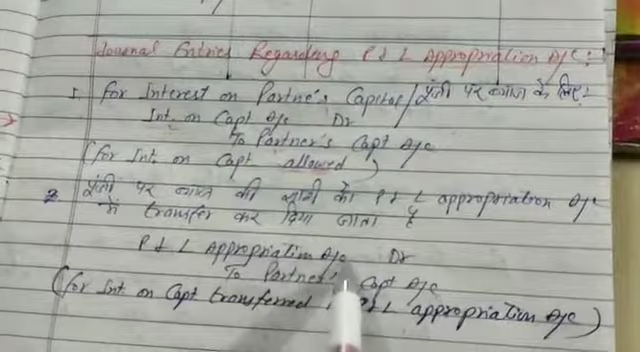 Journal Entries Regarding P & L Appropriation A/c:
1. For Interest on Partner's Capital/पूंजी पर ब्याज के लिए:
Int. on Capt A/c Dr
To Partner's Capt A/c
(for Int. on Capt allowed)
2. पूंजी पर ब्याज की राशी को P & L appropriation A/c
में transfer कर दिया जाता है
P & L Appropriation A/c Dr
To Partner's Capt A/c
(for Int. on Capt transferred P & L appropriation A/c)